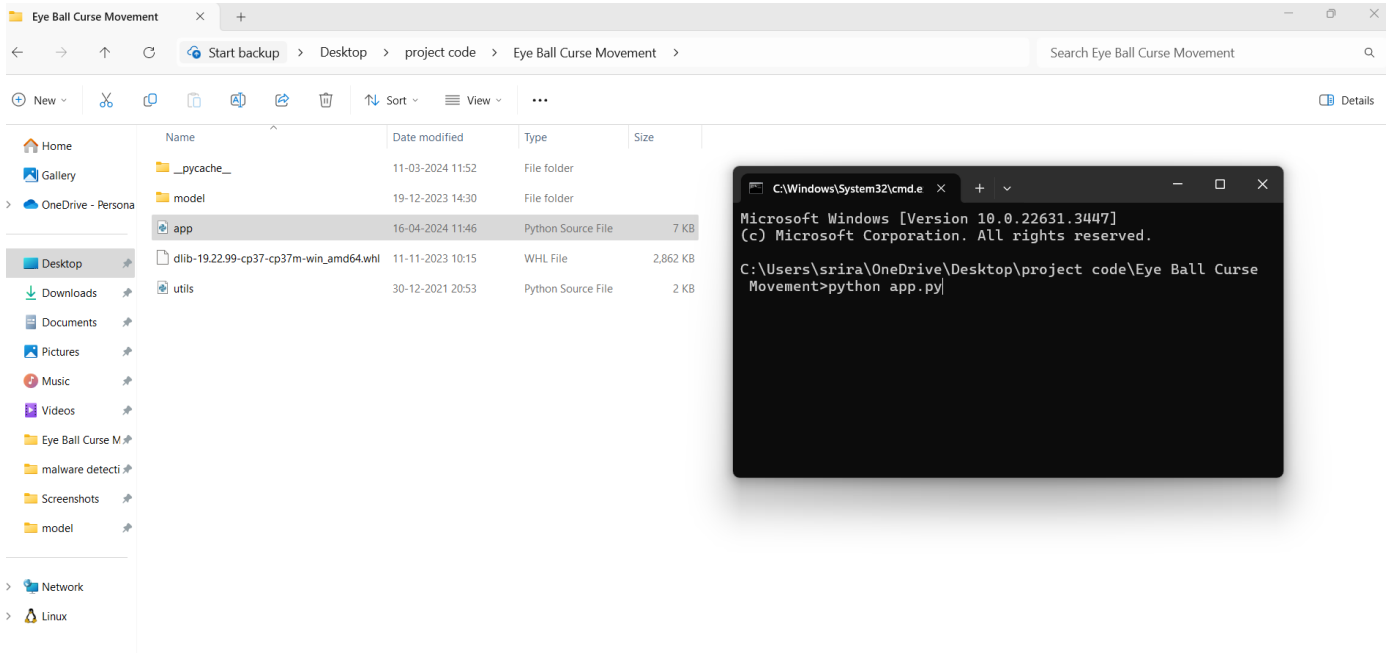 Eye Ball Curse Movement
Start backup > Desktop > project code > Eye Ball Curse Movement >
Search Eye Ball Curse Movement
New
Sort
View
Details
Home
Gallery
OneDrive - Persona
Desktop
Downloads
Documents
Pictures
Music
Videos
Eye Ball Curse M
malware detecti
Screenshots
model
Network
Linux
Name Date modified Type Size
__pycache__ 11-03-2024 11:52 File folder
model 19-12-2023 14:30 File folder
app 16-04-2024 11:46 Python Source File 7 KB
dlib-19.22.99-cp37-cp37m-win_amd64.whl 11-11-2023 10:15 WHL File 2,862 KB
utils 30-12-2021 20:53 Python Source File 2 KB
C:\Windows\System32\cmd.e
Microsoft Windows [Version 10.0.22631.3447]
(c) Microsoft Corporation. All rights reserved.
C:\Users\srira\OneDrive\Desktop\project code\Eye Ball Curse
Movement>python app.py